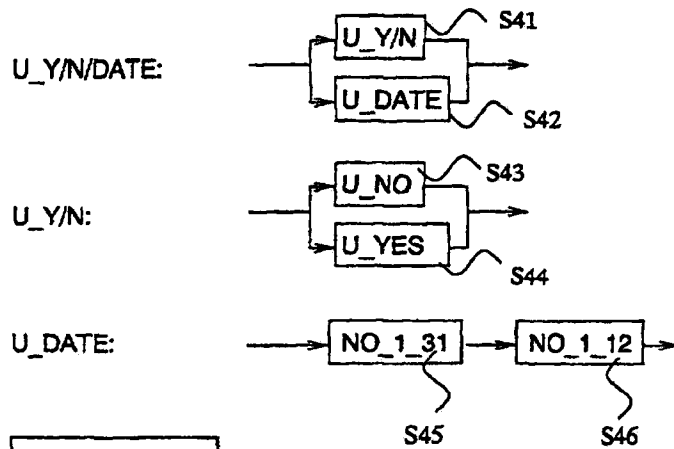 S41
U_Y/N
U_Y/N/DATE:
U_DATE
S42
S43
U_NO
U_Y/N:
U_YES
S44
U_DATE: NO_1_31 NO_1_12
S45 S46